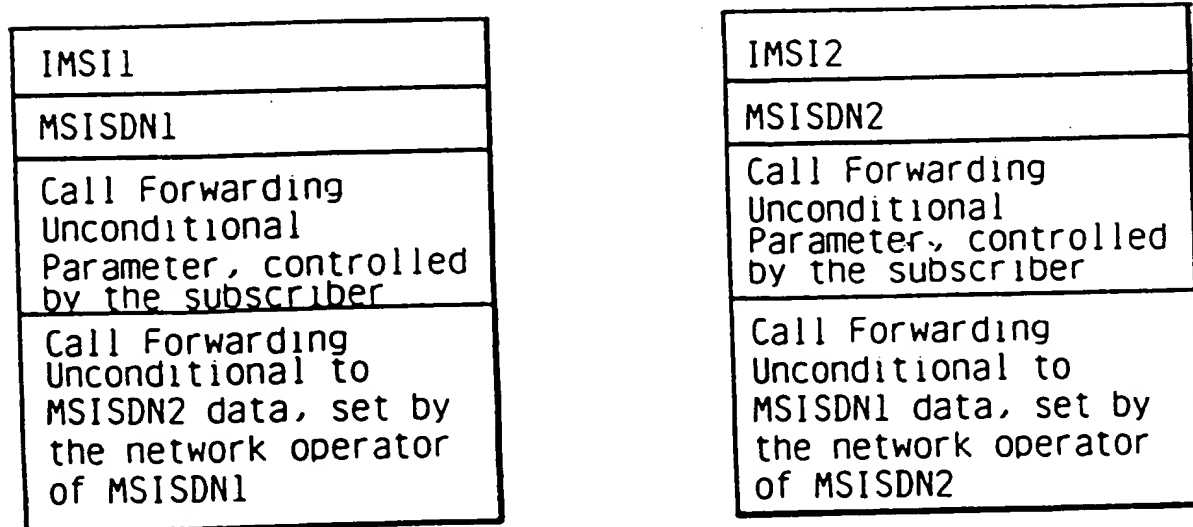 IMSI1
MSISDN1
Call Forwarding
Unconditional
Parameter, controlled
by the subscriber
Call Forwarding
Unconditional to
MSISDN2 data, set by
the network operator
of MSISDN1
IMSI2
MSISDN2
Call Forwarding
Unconditional
Parameter, controlled
by the subscriber
Call Forwarding
Unconditional to
MSISDN1 data, set by
the network operator
of MSISDN2